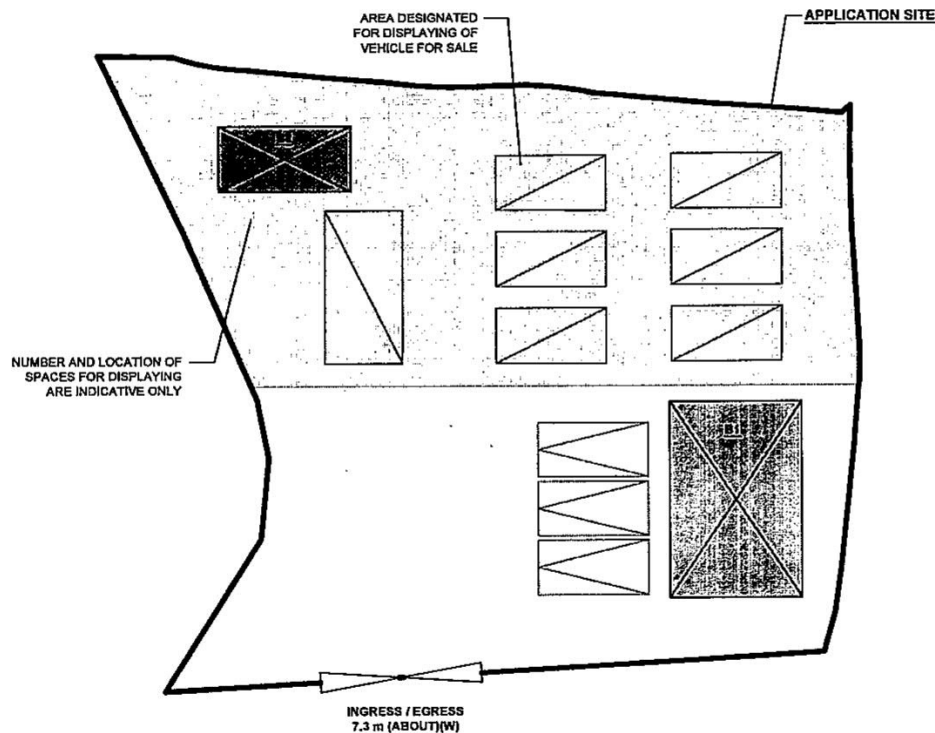 AREA DESIGNATED
FOR DISPLAYING OF
VEHICLE FOR SALE
APPLICATION SITE
NUMBER AND LOCATION OF
SPACES FOR DISPLAYING
ARE INDICATIVE ONLY
B1
INGRESS / EGRESS
7.3 m (ABOUT)(W)